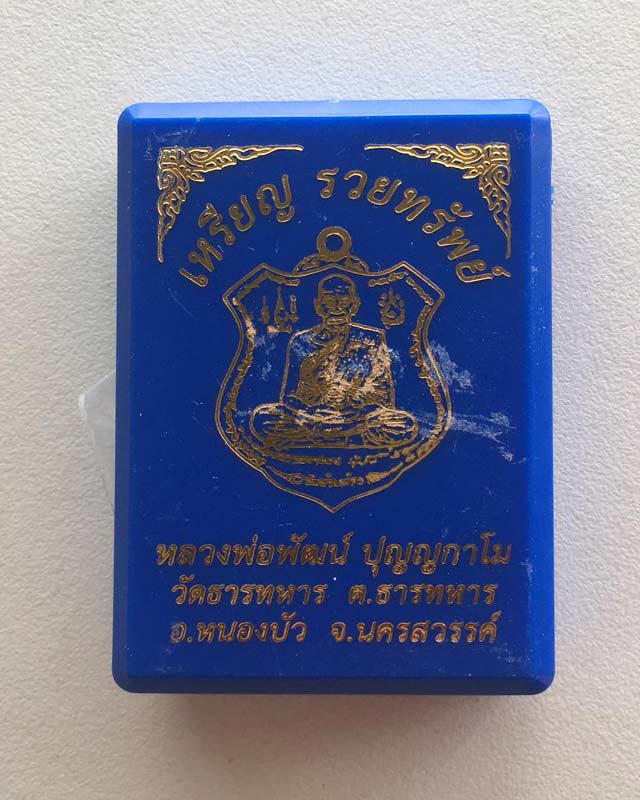 เหรียญ รวยทรัพย์
หลวงพ่อพัฒน์ ปุญญกาโม
วัดธารทหาร ต.ธารทหาร
อ.หนองบัว จ.นครสวรรค์